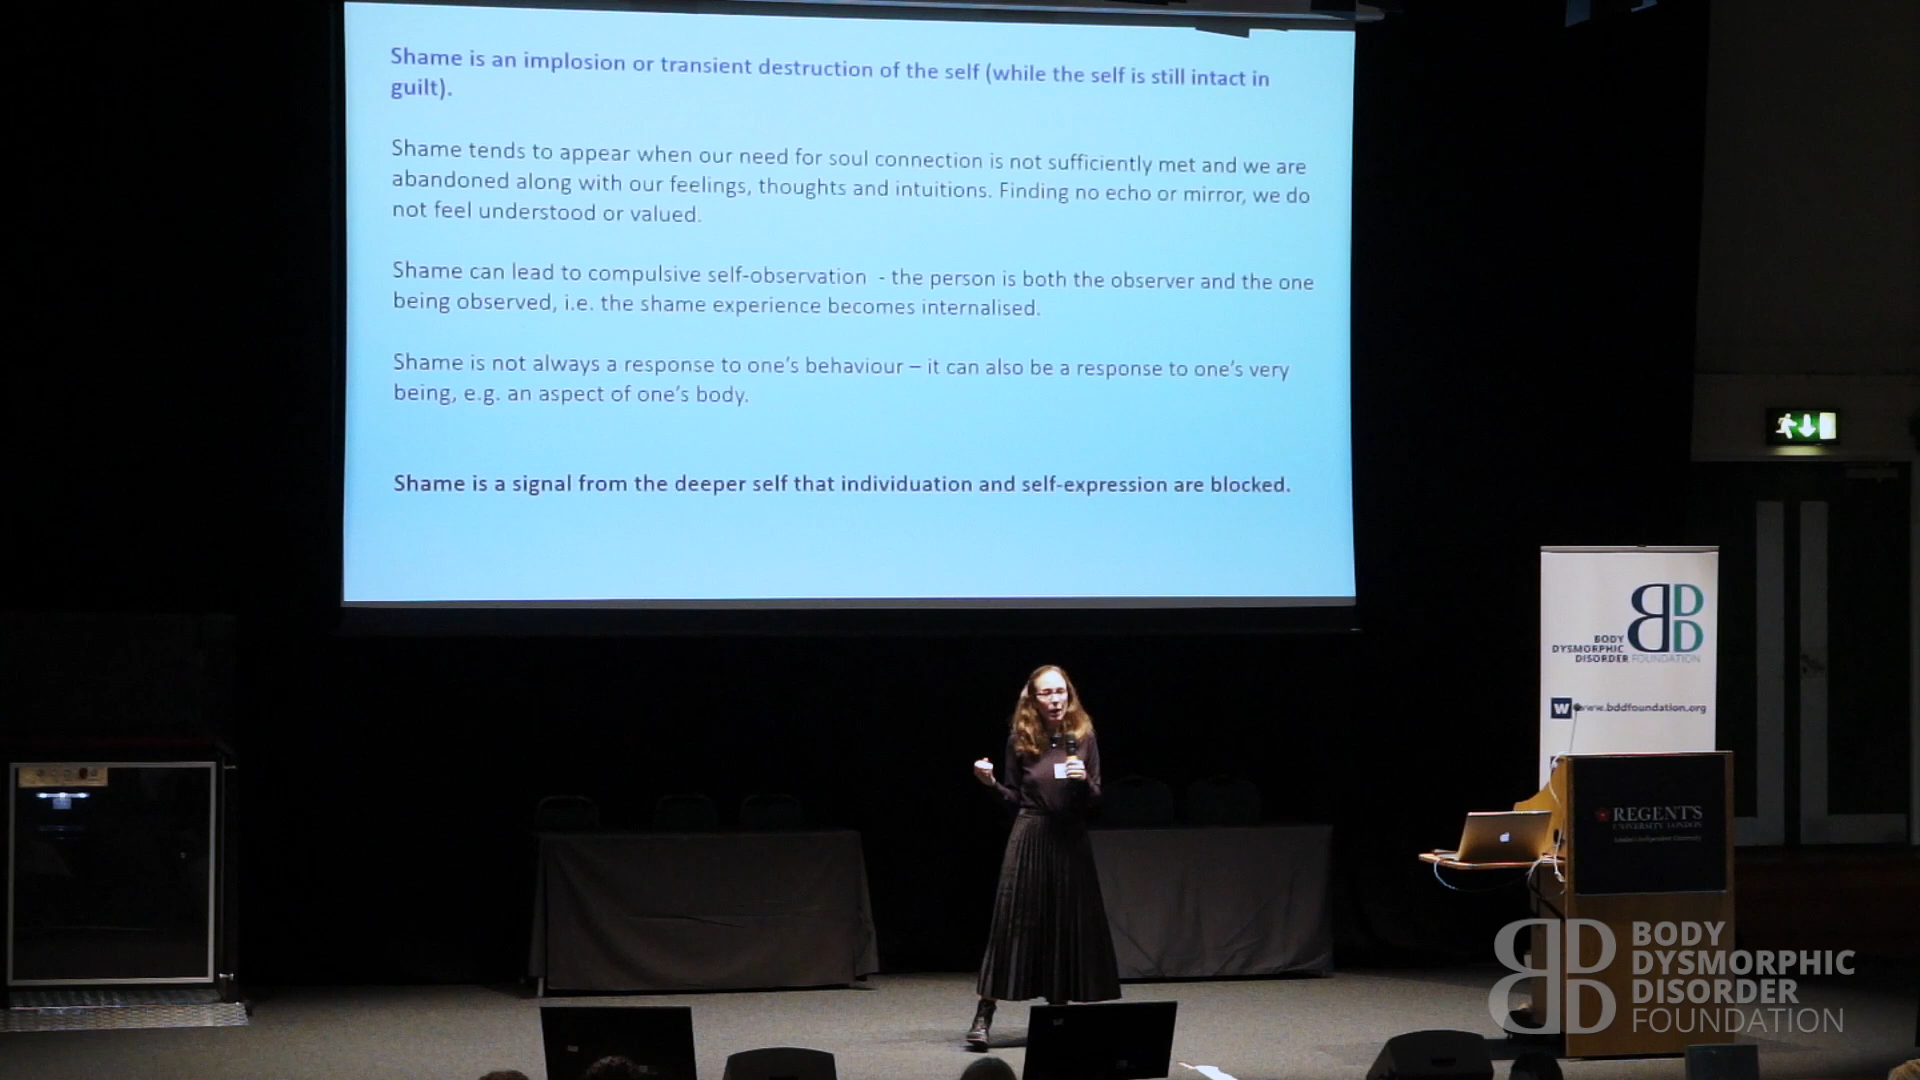 Shame is an implosion or transient destruction of the self (while the self is still intact in
guilt).
Shame tends to appear when our need for soul connection is not sufficiently met and we are
abandoned along with our feelings, thoughts and intuitions. Finding no echo or mirror, we do
not feel understood or valued.
Shame can lead to compulsive self-observation - the person is both the observer and the one
being observed, i.e. the shame experience becomes internalised.
Shame is not always a response to one's behaviour – it can also be a response to one's very
being, e.g. an aspect of one's body.
Shame is a signal from the deeper self that individuation and self-expression are blocked.
BDD
BODY
DYSMORPHIC
DISORDER FOUNDATION
W www.bddfoundation.org
REGENT'S
UNIVERSITY LONDON
BDD
BODY
DYSMORPHIC
DISORDER
FOUNDATION